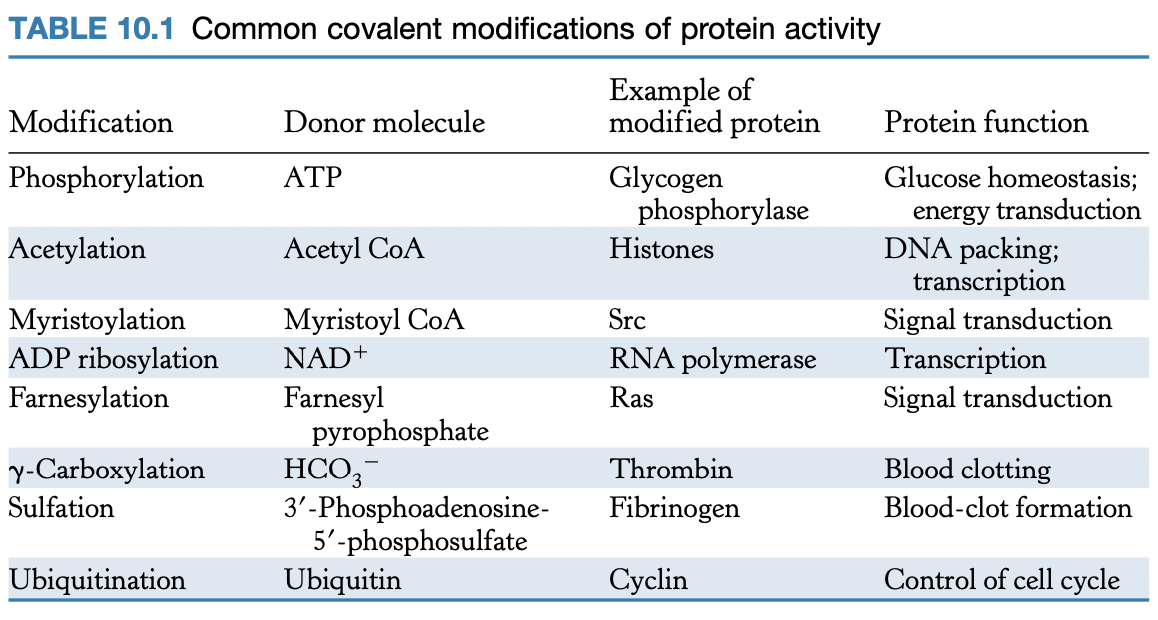 TABLE 10.1 Common covalent modifications of protein activity
Modification Donor molecule Example of modified protein Protein function
Phosphorylation ATP Glycogen phosphorylase Glucose homeostasis; energy transduction
Acetylation Acetyl CoA Histones DNA packing; transcription
Myristoylation Myristoyl CoA Src Signal transduction
ADP ribosylation NAD⁺ RNA polymerase Transcription
Farnesylation Farnesyl pyrophosphate Ras Signal transduction
γ-Carboxylation HCO₃⁻ Thrombin Blood clotting
Sulfation 3′-Phosphoadenosine-5′-phosphosulfate Fibrinogen Blood-clot formation
Ubiquitination Ubiquitin Cyclin Control of cell cycle